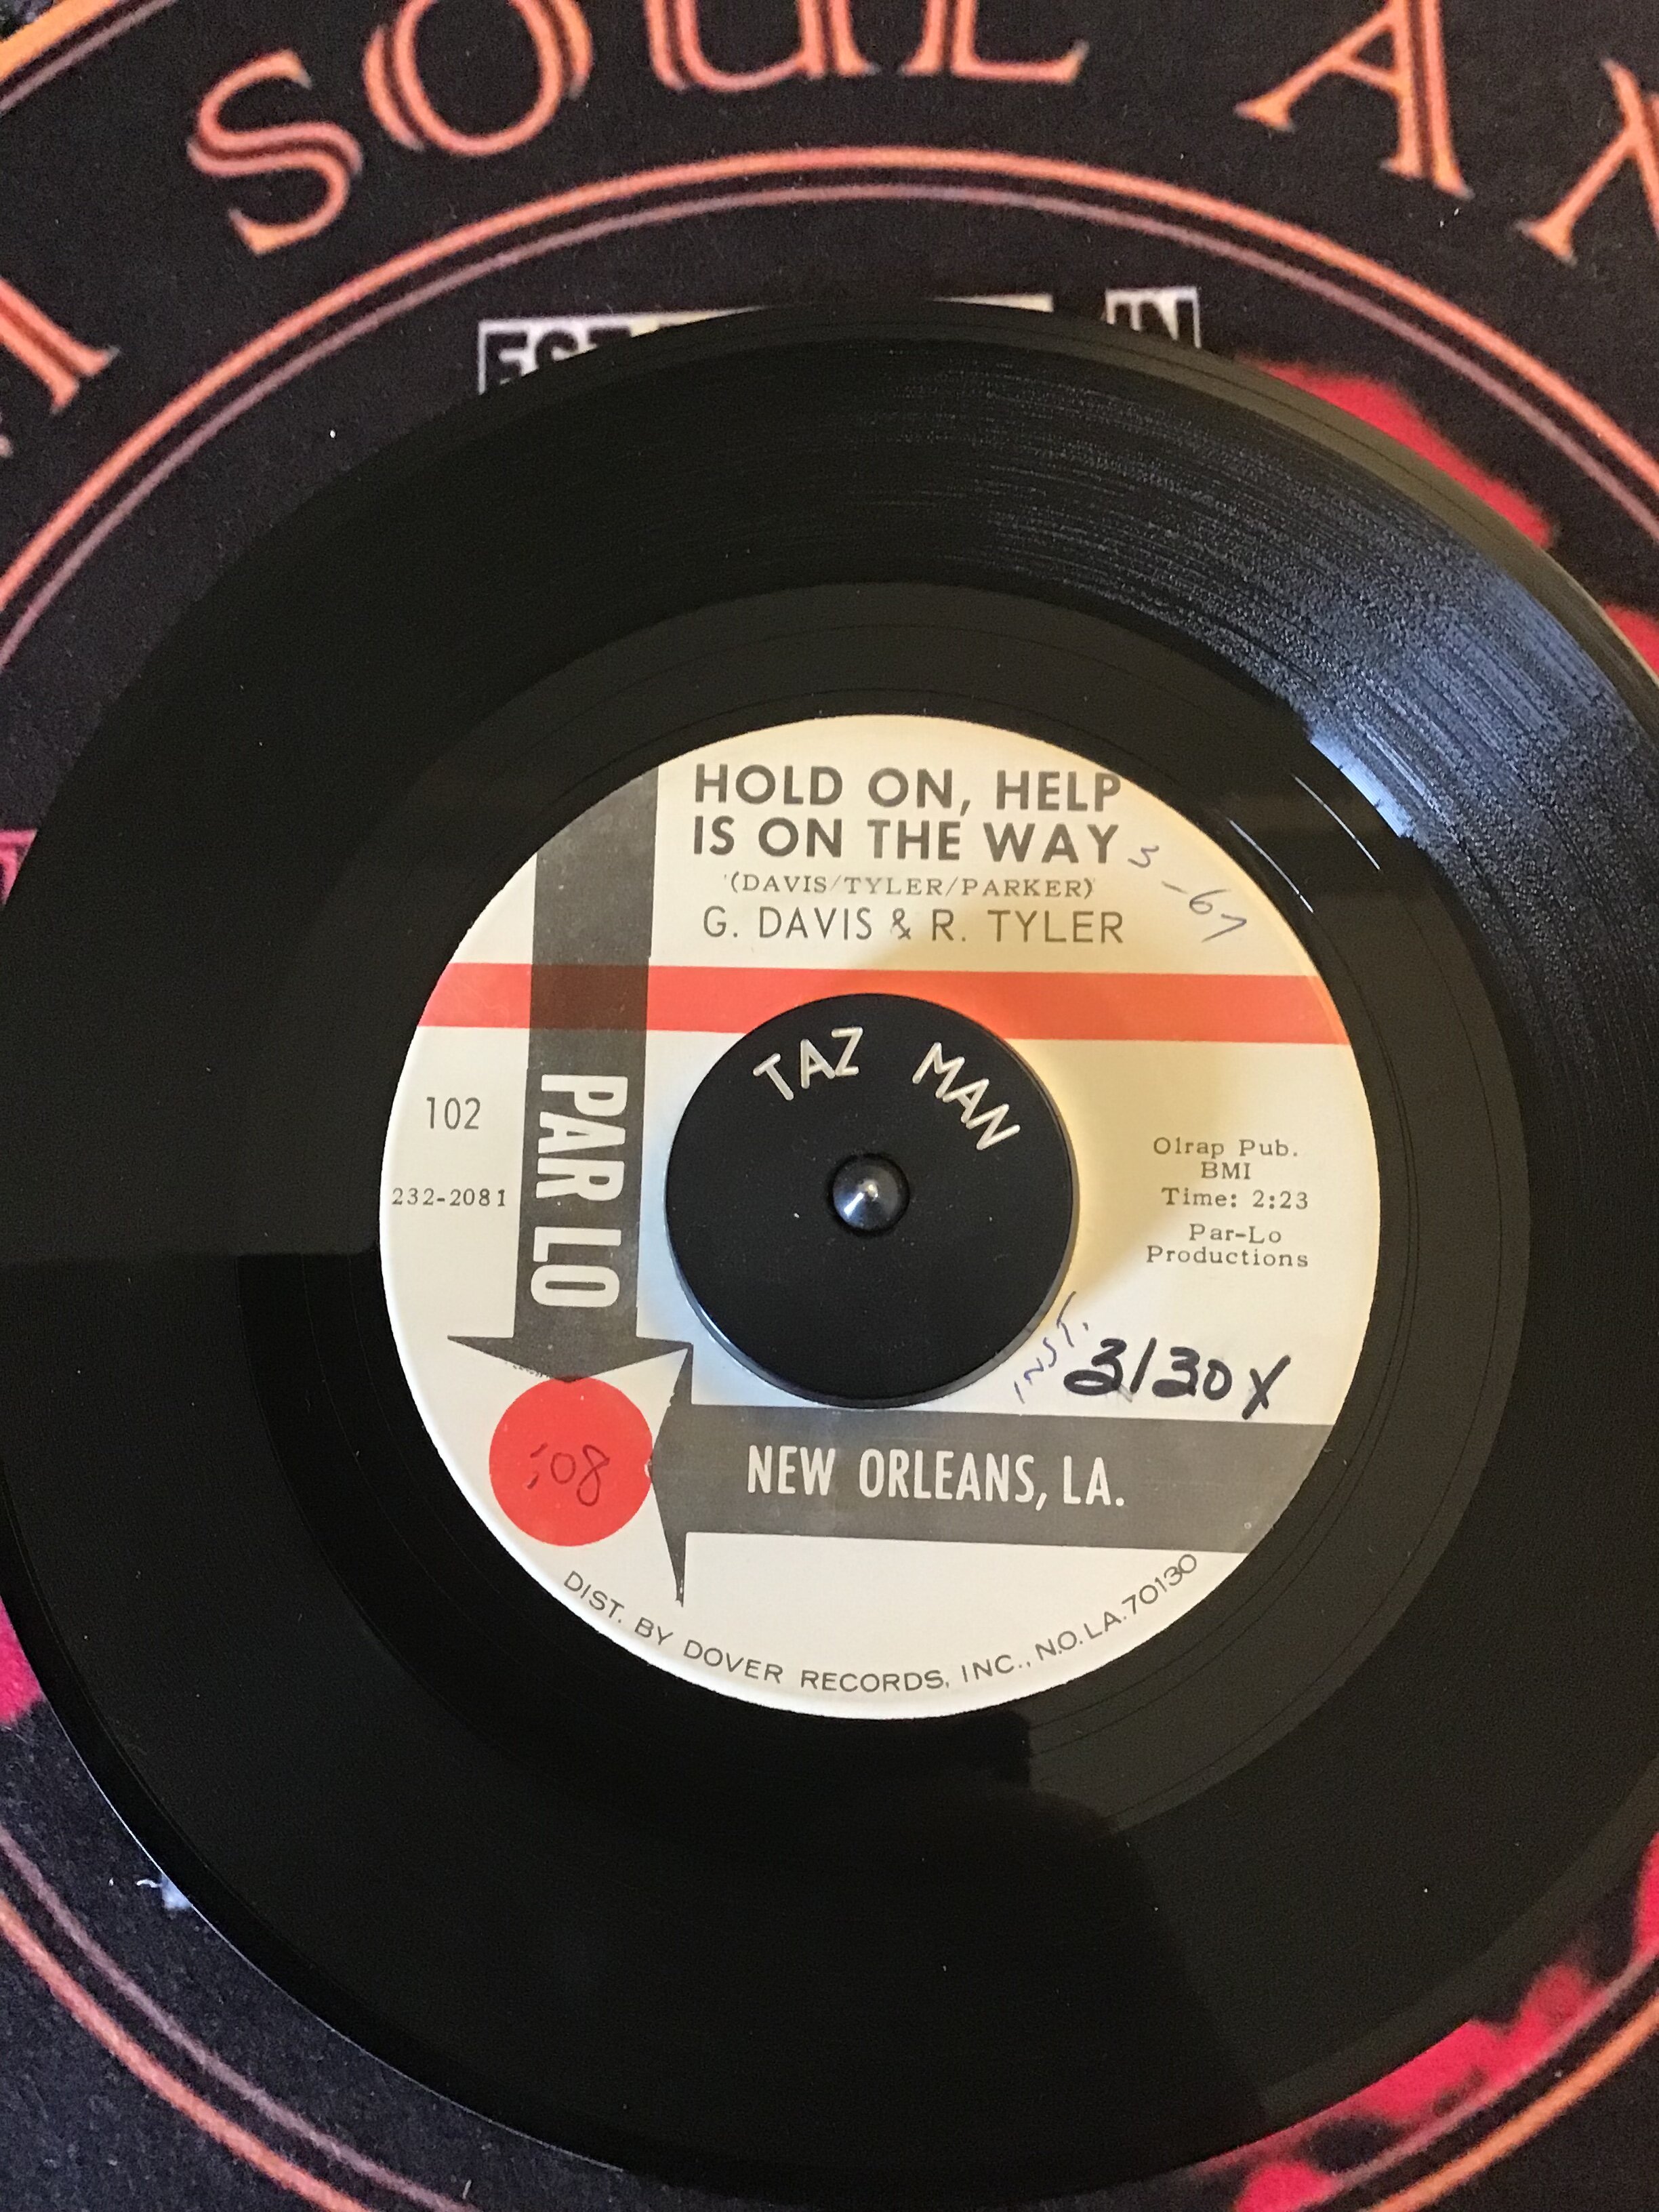 SOUL
HOLD ON, HELP
IS ON THE WAY
(DAVIS/TYLER/PARKER)
G. DAVIS & R. TYLER
3-67
TAZ MAN
102
232-2081
PAR LO
Olrap Pub.
BMI
Time: 2:23
Par-Lo
Productions
INST.
3/30 X
:08
NEW ORLEANS, LA.
DIST. BY DOVER RECORDS, INC., N.O. LA. 70130